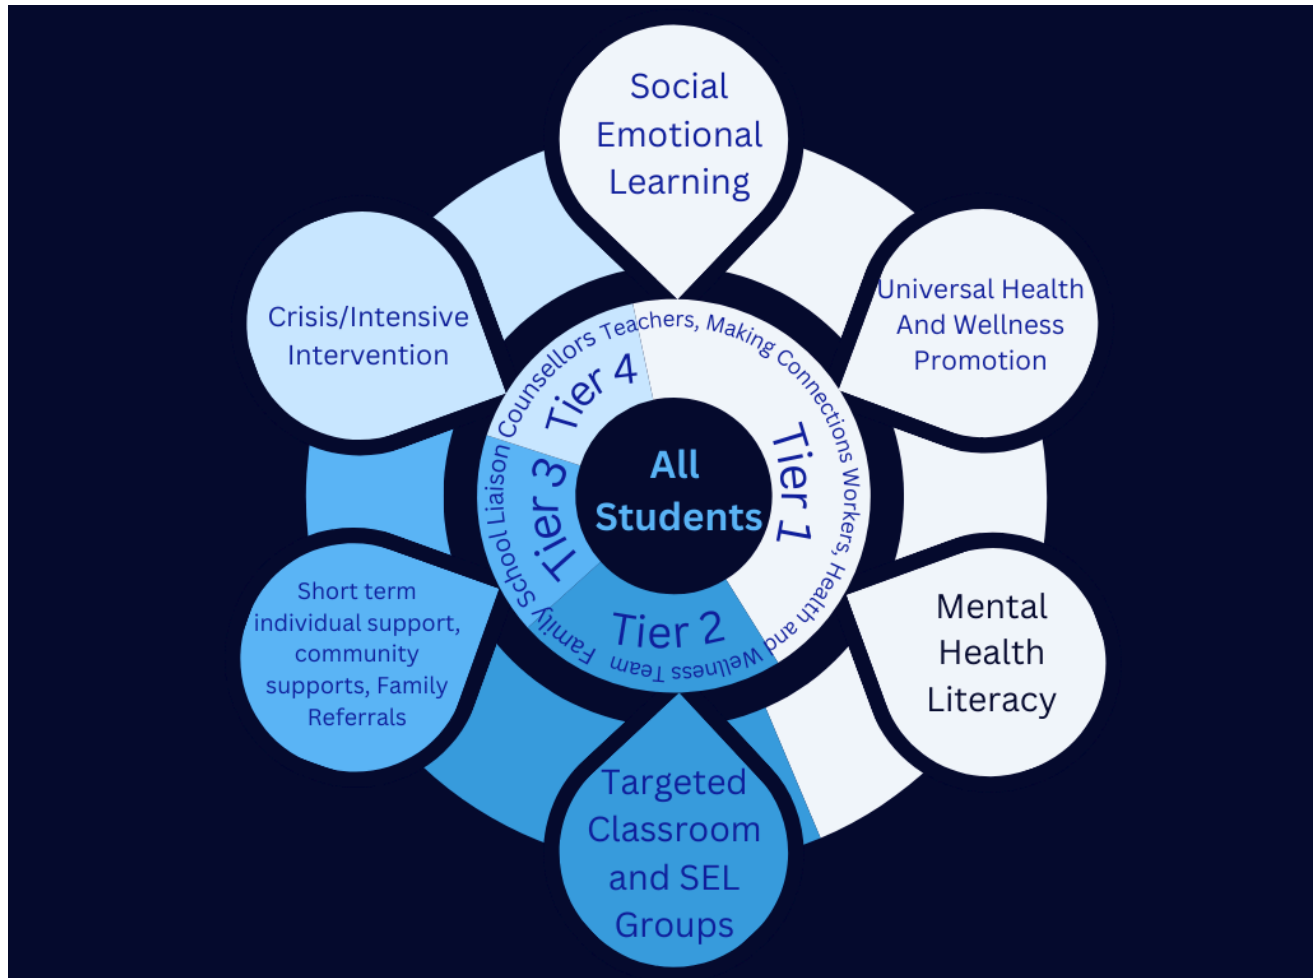 Social
Emotional
Learning
Universal Health
And Wellness
Promotion
Mental
Health
Literacy
Targeted
Classroom
and SEL
Groups
Short term
individual support,
community
supports, Family
Referrals
Crisis/Intensive
Intervention
Teachers, Making Connections Workers, Health and Wellness Team
Family School Liaison Counsellors
Tier 1
Tier 2
Tier 3
Tier 4
All
Students